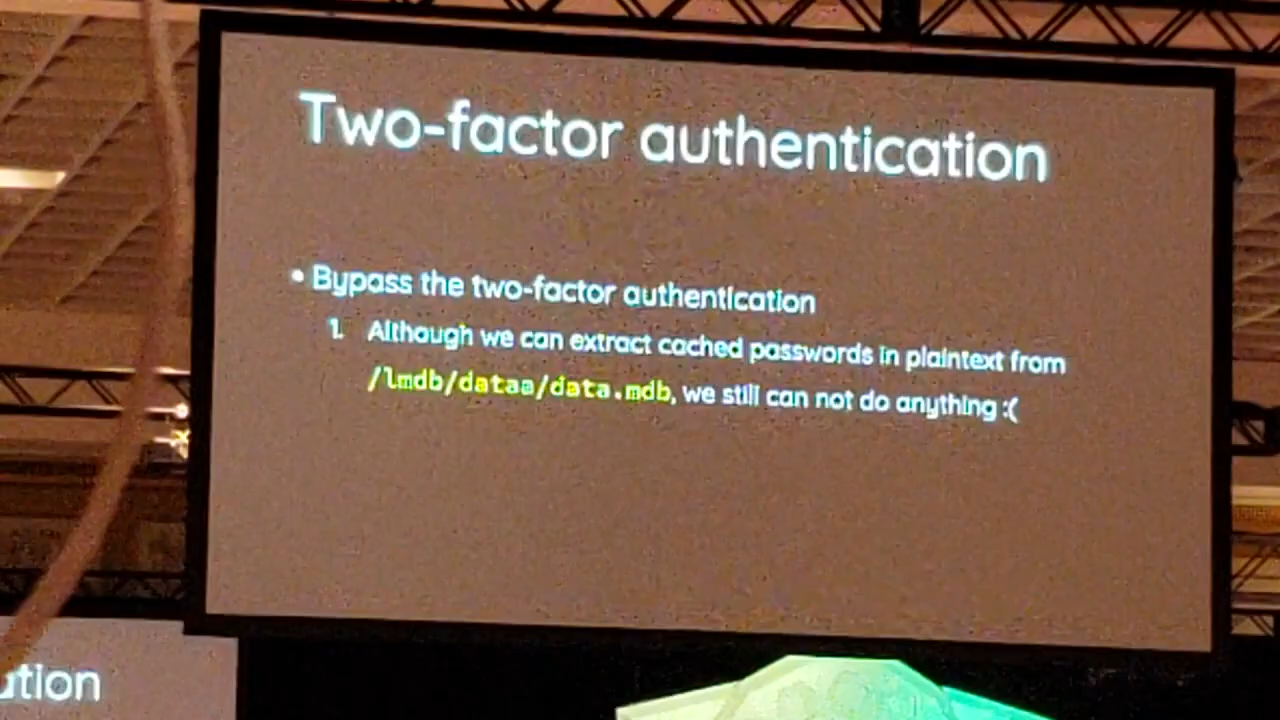 Two-factor authentication
• Bypass the two-factor authentication
1. Although we can extract cached passwords in plaintext from
/lmdb/dataa/data.mdb, we still can not do anything :(
ation